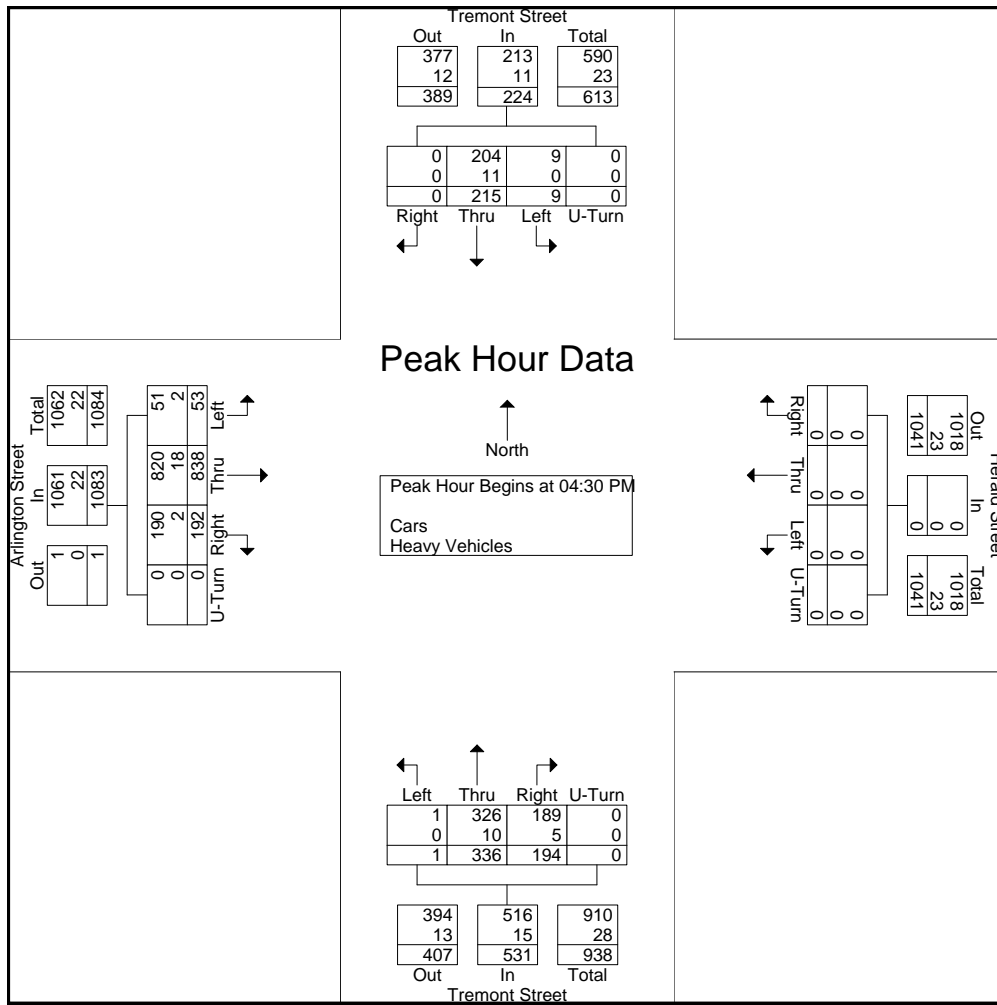 Tremont Street
Out In Total
377 213 590
12 11 23
389 224 613
0 204 9 0
0 11 0 0
0 215 9 0
Right Thru Left U-Turn
Peak Hour Data
North
Peak Hour Begins at 04:30 PM
Cars
Heavy Vehicles
Arlington Street
Out In Total
1 1061 1062
0 22 22
1 1083 1084
190 820 51
0 190 820 51
0 2 18 2
0 192 838 53
U-Turn Right Thru Left
Herald Street
Out In Total
1018 0 1018
23 0 23
1041 0 1041
0 0 0 0
0 0 0 0
0 0 0 0
Right Thru Left U-Turn
Left Thru Right U-Turn
1 326 189 0
0 10 5 0
1 336 194 0
394 516 910
13 15 28
407 531 938
Out In Total
Tremont Street